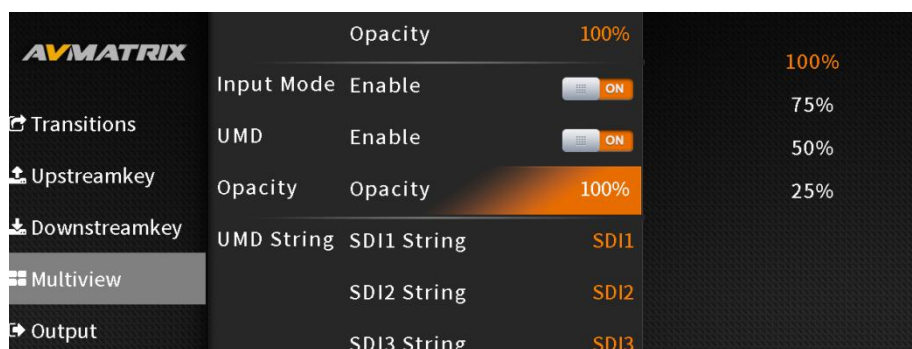 AVMATRIX
Transitions
Upstreamkey
Downstreamkey
Multiview
Output
Opacity 100%
Input Mode Enable ON
UMD Enable ON
Opacity Opacity 100%
UMD String SDI1 String SDI1
SDI2 String SDI2
SDI3 String SDI3
100%
75%
50%
25%